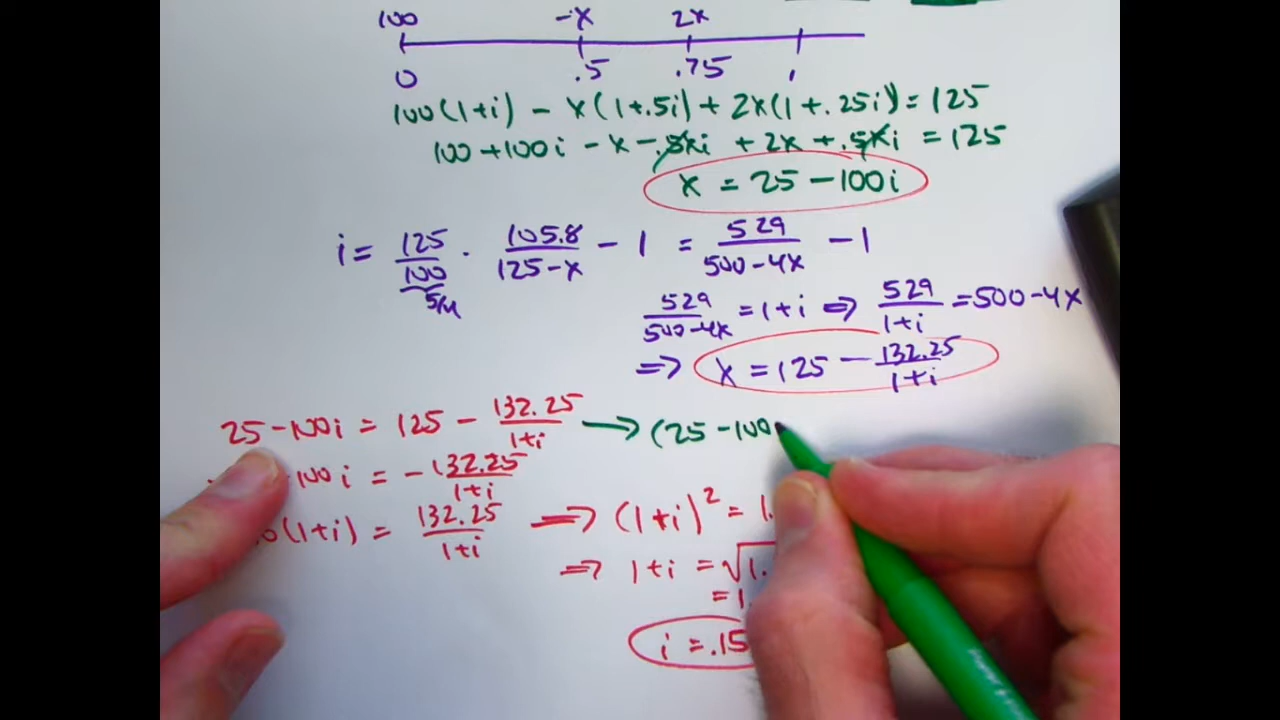 100 -x 2x
0 .5 .75 1
100(1+i) - x(1+.5i) + 2x(1+.25i) = 125
100+100i - x - .5xi + 2x + .5xi = 125
x = 25 - 100i
i = 125/100 · 105.8/125-x - 1 = 529/500-4x - 1
5/4
529/500-4x = 1+i ⇒ 529/1+i = 500-4x
⇒ x = 125 - 132.25/1+i
25 - 100i = 125 - 132.25/1+i → (25 - 100
100i = - 132.25/1+i
(1+i) = 132.25/1+i ⇒ (1+i)² = 1.
⇒ 1+i = √1.
= 1.
i = .15